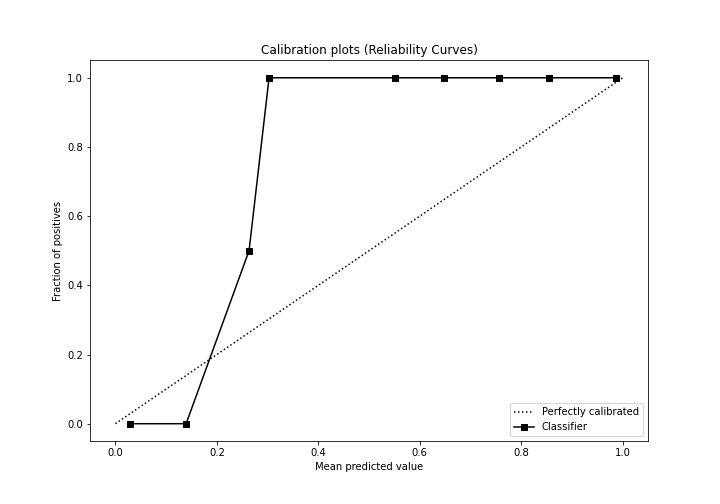 Calibration plots (Reliability Curves)
1.0
0.8
0.6
0.4
0.2
0.0
Fraction of positives
0.0 0.2 0.4 0.6 0.8 1.0
Mean predicted value
Perfectly calibrated
Classifier